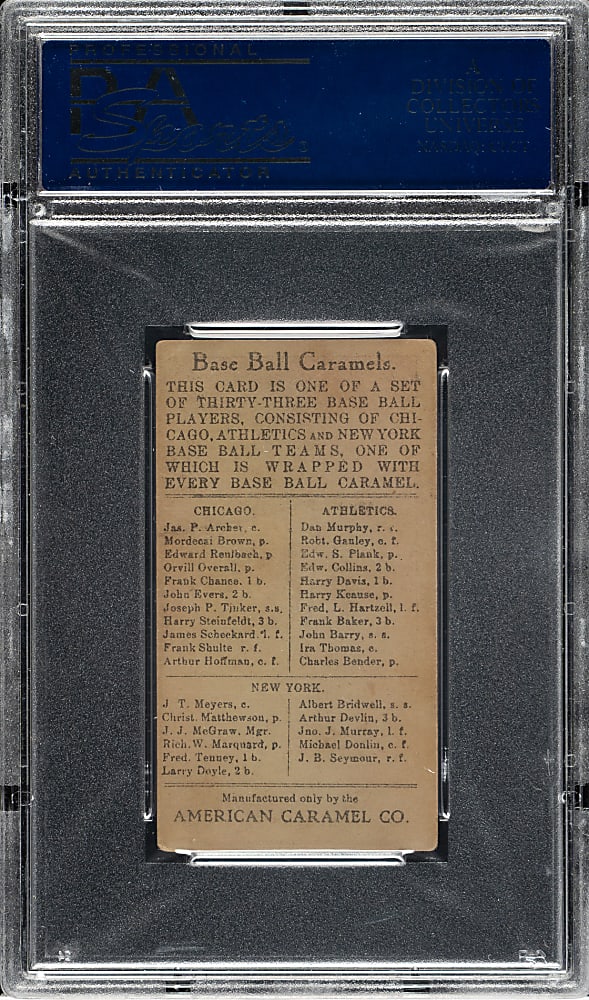 PROFESSIONAL
PSA
Sports
AUTHENTICATOR
A
DIVISION OF
COLLECTORS
UNIVERSE
NASDAQ: CLCT
Base Ball Caramels.
THIS CARD IS ONE OF A SET
OF THIRTY-THREE BASE BALL
PLAYERS, CONSISTING OF CHI-
CAGO, ATHLETICS AND NEW YORK
BASE BALL TEAMS, ONE OF
WHICH IS WRAPPED WITH
EVERY BASE BALL CARAMEL.
CHICAGO.
Jas. P. Archer, c.
Mordecai Brown, p.
Edward Reulbach, p
Orvill Overall, p.
Frank Chance, 1 b.
John Evers, 2 b.
Joseph P. Tinker, s.s.
Harry Steinfeldt, 3 b.
James Scheckard, l. f.
Frank Shulte r. f.
Arthur Hoffman, c. f.
ATHLETICS.
Dan Murphy, r. f.
Robt. Ganley, c. f.
Edw. S. Plank, p.
Edw. Collins, 2 b.
Harry Davis, 1 b.
Harry Keause, p.
Fred. L. Hartzell, l. f.
Frank Baker, 3 b.
John Barry, s. s.
Ira Thomas, c.
Charles Bender, p.
NEW YORK.
J T. Meyers, c.
Christ. Matthewson, p.
J. J. McGraw, Mgr.
Rich. W. Marquard, p.
Fred. Tenney, 1 b.
Larry Doyle, 2 b.
Albert Bridwell, s. s.
Arthur Devlin, 3 b.
Jno. J. Murray, l. f.
Michael Donlin, c. f.
J. B. Seymour, r. f.
Manufactured only by the
AMERICAN CARAMEL CO.
PSA